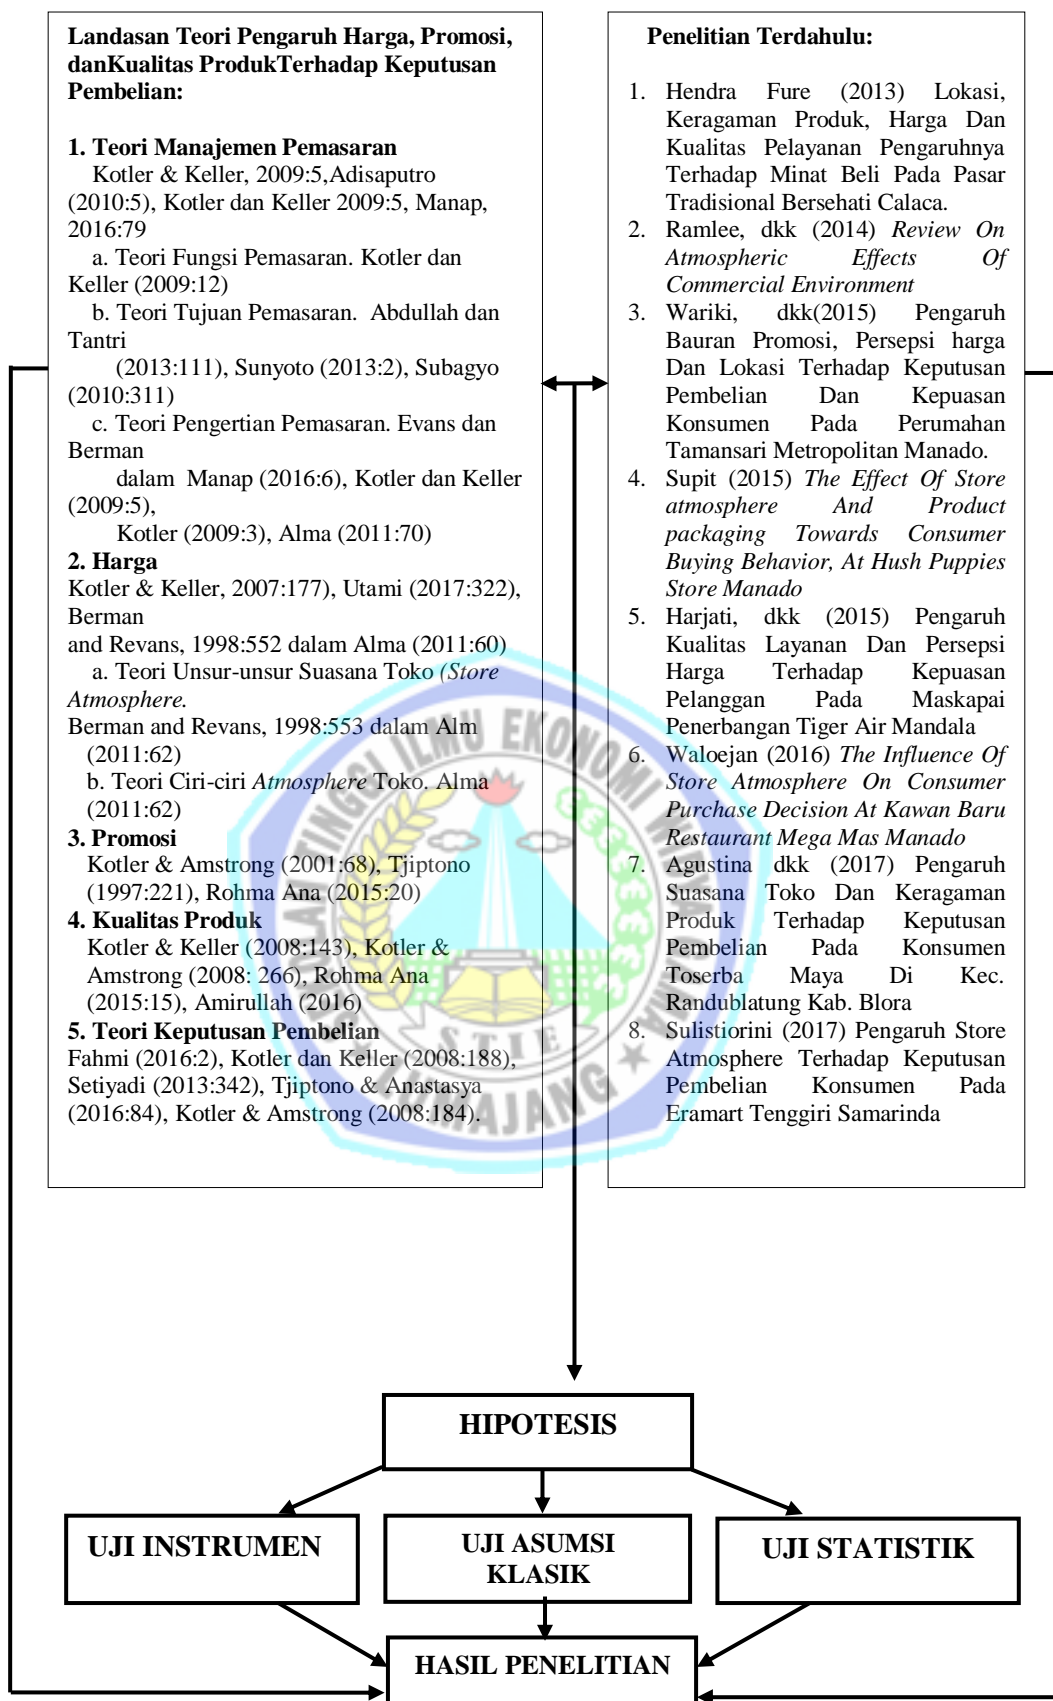 Landasan Teori Pengaruh Harga, Promosi,
danKualitas ProdukTerhadap Keputusan
Pembelian:
1. Teori Manajemen Pemasaran
Kotler & Keller, 2009:5,Adisaputro
(2010:5), Kotler dan Keller 2009:5, Manap,
2016:79
a. Teori Fungsi Pemasaran. Kotler dan
Keller (2009:12)
b. Teori Tujuan Pemasaran. Abdullah dan
Tantri
(2013:111), Sunyoto (2013:2), Subagyo
(2010:311)
c. Teori Pengertian Pemasaran. Evans dan
Berman
dalam Manap (2016:6), Kotler dan Keller
(2009:5),
Kotler (2009:3), Alma (2011:70)
2. Harga
Kotler & Keller, 2007:177), Utami (2017:322),
Berman
and Revans, 1998:552 dalam Alma (2011:60)
a. Teori Unsur-unsur Suasana Toko (Store
Atmosphere.
Berman and Revans, 1998:553 dalam Alm
(2011:62)
b. Teori Ciri-ciri Atmosphere Toko. Alma
(2011:62)
3. Promosi
Kotler & Amstrong (2001:68), Tjiptono
(1997:221), Rohma Ana (2015:20)
4. Kualitas Produk
Kotler & Keller (2008:143), Kotler &
Amstrong (2008: 266), Rohma Ana
(2015:15), Amirullah (2016)
5. Teori Keputusan Pembelian
Fahmi (2016:2), Kotler dan Keller (2008:188),
Setiyadi (2013:342), Tjiptono & Anastasya
(2016:84), Kotler & Amstrong (2008:184).
Penelitian Terdahulu:
1. Hendra Fure (2013) Lokasi,
Keragaman Produk, Harga Dan
Kualitas Pelayanan Pengaruhnya
Terhadap Minat Beli Pada Pasar
Tradisional Bersehati Calaca.
2. Ramlee, dkk (2014) Review On
Atmospheric Effects Of
Commercial Environment
3. Wariki, dkk(2015) Pengaruh
Bauran Promosi, Persepsi harga
Dan Lokasi Terhadap Keputusan
Pembelian Dan Kepuasan
Konsumen Pada Perumahan
Tamansari Metropolitan Manado.
4. Supit (2015) The Effect Of Store
atmosphere And Product
packaging Towards Consumer
Buying Behavior, At Hush Puppies
Store Manado
5. Harjati, dkk (2015) Pengaruh
Kualitas Layanan Dan Persepsi
Harga Terhadap Kepuasan
Pelanggan Pada Maskapai
Penerbangan Tiger Air Mandala
6. Waloejan (2016) The Influence Of
Store Atmosphere On Consumer
Purchase Decision At Kawan Baru
Restaurant Mega Mas Manado
7. Agustina dkk (2017) Pengaruh
Suasana Toko Dan Keragaman
Produk Terhadap Keputusan
Pembelian Pada Konsumen
Toserba Maya Di Kec.
Randublatung Kab. Blora
8. Sulistiorini (2017) Pengaruh Store
Atmosphere Terhadap Keputusan
Pembelian Konsumen Pada
Eramart Tenggiri Samarinda
SEKOLAH TINGGI ILMU EKONOMI WIDYA GAMA
STIE
LUMAJANG
HIPOTESIS
UJI INSTRUMEN
UJI ASUMSI
KLASIK
UJI STATISTIK
HASIL PENELITIAN